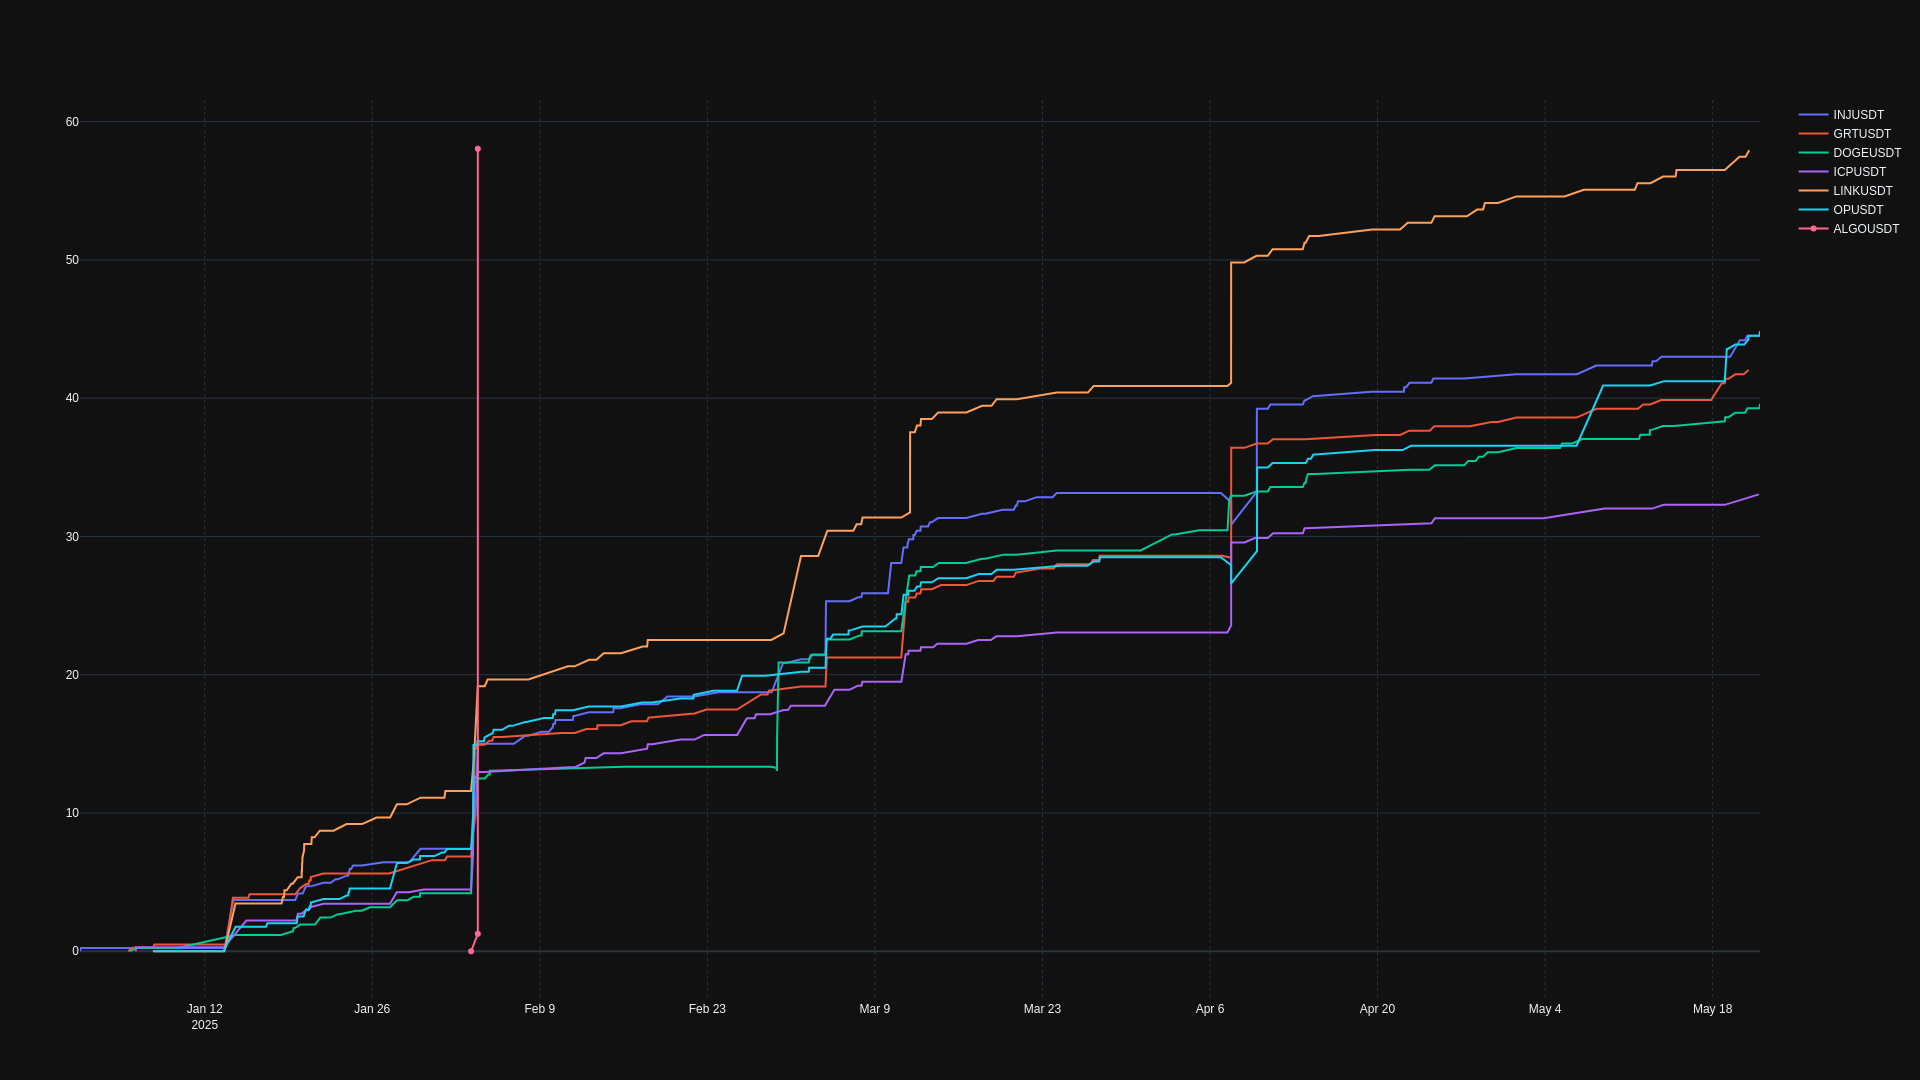 60
50
40
30
20
10
0
Jan 12
2025
Jan 26
Feb 9
Feb 23
Mar 9
Mar 23
Apr 6
Apr 20
May 4
May 18
INJUSDT
GRTUSDT
DOGEUSDT
ICPUSDT
LINKUSDT
OPUSDT
ALGOUSDT